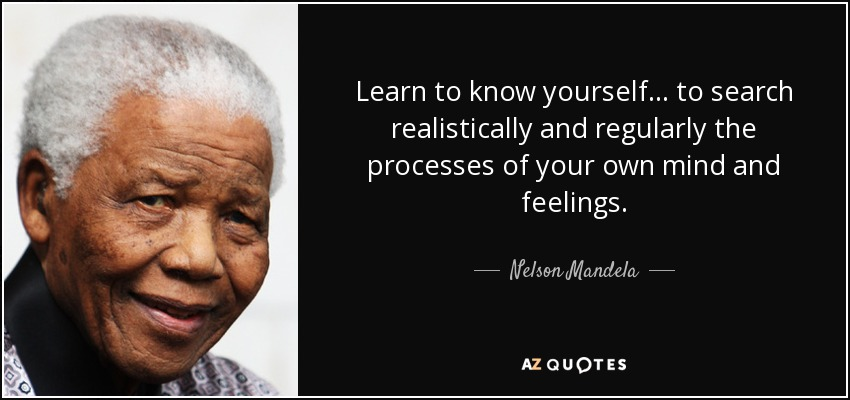 Learn to know yourself... to search
realistically and regularly the
processes of your own mind and
feelings.
Nelson Mandela
AZ QUOTES